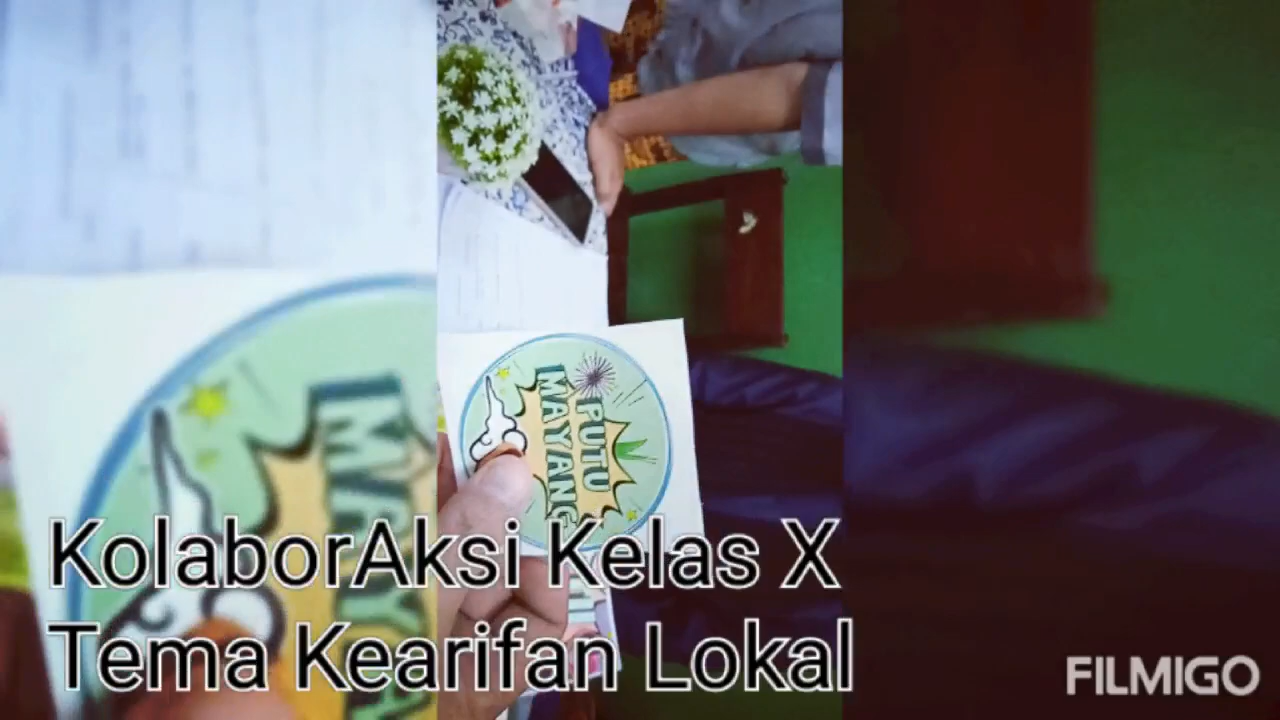 PUTU
MAYANG
KolaborAksi Kelas X
Tema Kearifan Lokal
FILMIGO